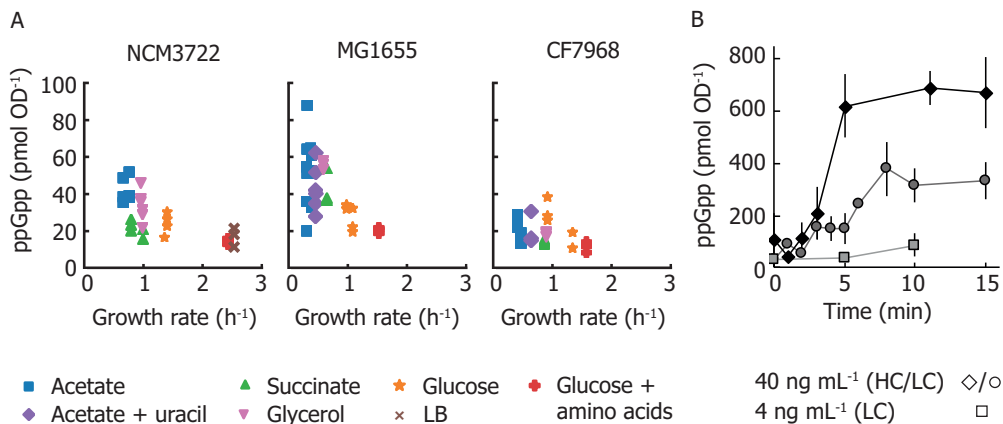 A
B
NCM3722
MG1655
CF7968
ppGpp (pmol OD⁻¹)
100
80
60
40
20
0
0 1 2 3
0 1 2 3
0 1 2 3
Growth rate (h⁻¹)
Growth rate (h⁻¹)
Growth rate (h⁻¹)
ppGpp (pmol OD⁻¹)
800
600
400
200
0
0 5 10 15
Time (min)
Acetate
Succinate
Glucose
Glucose +
amino acids
Acetate + uracil
Glycerol
LB
40 ng mL⁻¹ (HC/LC) /
4 ng mL⁻¹ (LC)